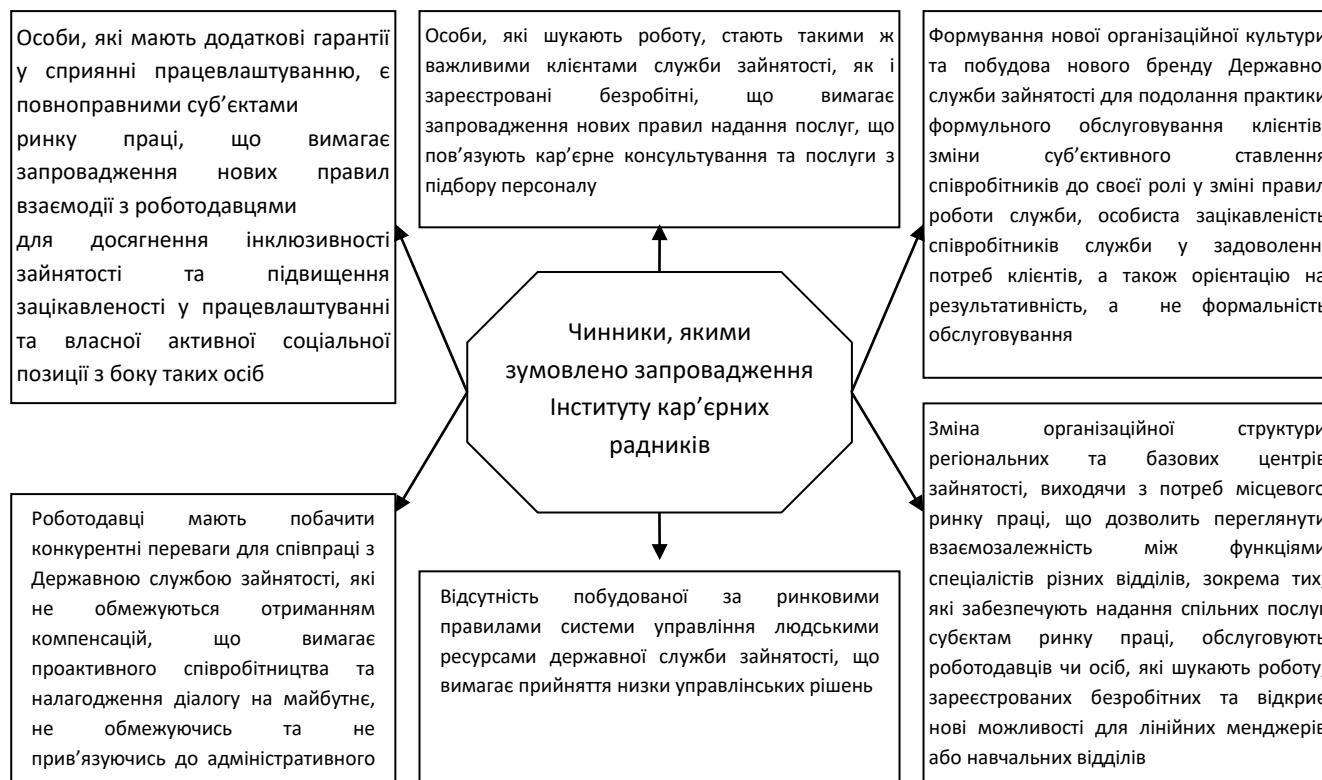 Особи, які мають додаткові гарантії
у сприянні працевлаштуванню, є
повноправними суб’єктами
ринку праці, що вимагає
запровадження нових правил
взаємодії з роботодавцями
для досягнення інклюзивності
зайнятості та підвищення
зацікавленості у працевлаштуванні
та власної активної соціальної
позиції з боку таких осіб
Особи, які шукають роботу, стають такими ж
важливими клієнтами служби зайнятості, як і
зареєстровані безробітні, що вимагає
запровадження нових правил надання послуг, що
пов’язують кар’єрне консультування та послуги з
підбору персоналу
Формування нової організаційної культури
та побудова нового бренду Державної
служби зайнятості для подолання практики
формульного обслуговування клієнтів
зміни суб’єктивного ставлення
співробітників до своєї ролі у зміні правил
роботи служби, особиста зацікавленість
співробітників служби у задоволенн
потреб клієнтів, а також орієнтацію на
результативність, а не формальність
обслуговування
Чинники, якими
зумовлено запровадження
Інституту кар’єрних
радників
Роботодавці мають побачити
конкурентні переваги для співпраці з
Державною службою зайнятості, які
не обмежуються отриманням
компенсацій, що вимагає
проактивного співробітництва та
налагодження діалогу на майбутнє,
не обмежуючись та не
прив’язуючись до адміністративного
Відсутність побудованої за ринковими
правилами системи управління людськими
ресурсами державної служби зайнятості, що
вимагає прийняття низки управлінських рішень
Зміна організаційної структури
регіональних та базових центрів
зайнятості, виходячи з потреб місцевого
ринку праці, що дозволить переглянути
взаємозалежність між функціями
спеціалістів різних відділів, зокрема тих,
які забезпечують надання спільних послуг
субєктам ринку праці, обслуговують
роботодавців чи осіб, які шукають роботу,
зареєстрованих безробітних та відкриє
нові можливості для лінійних менеджерів
або навчальних відділів